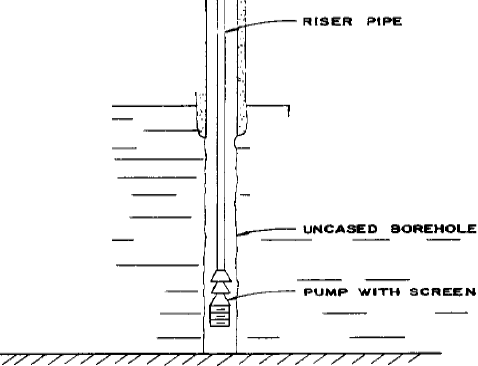 RISER PIPE
UNCASED BOREHOLE
PUMP WITH SCREEN